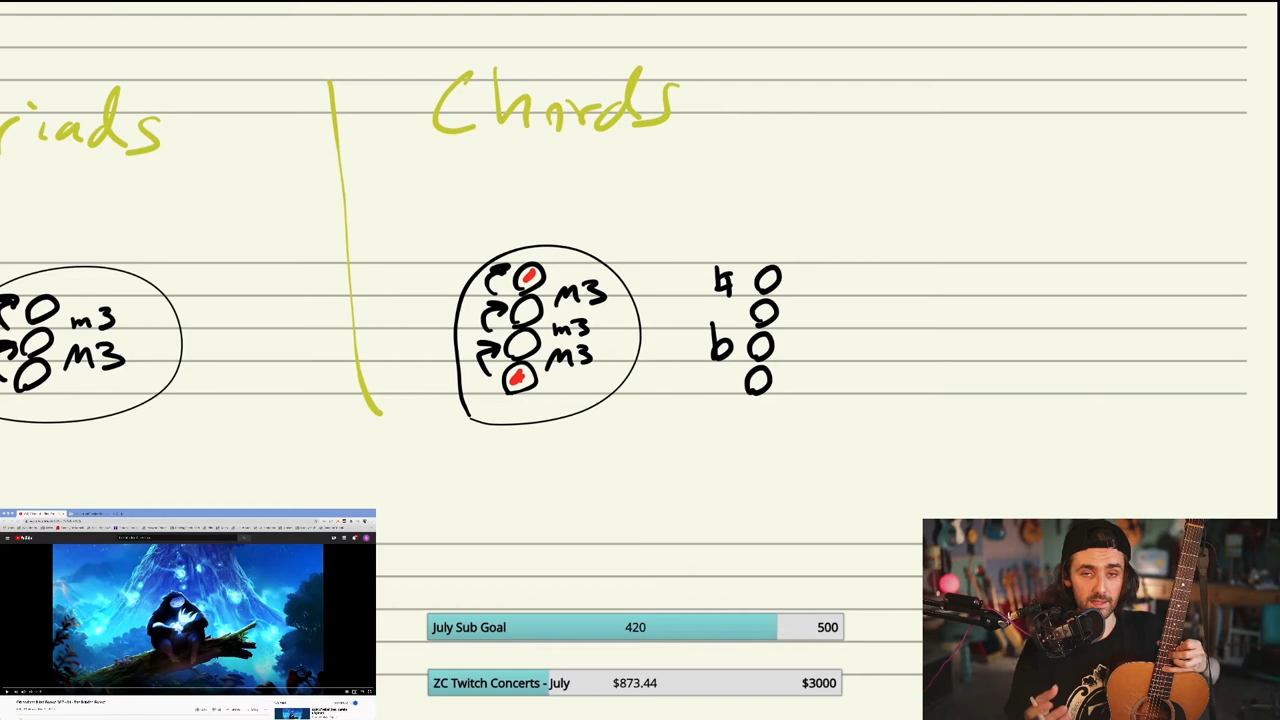 riads
Chords
m3
M3
M3
m3
M3
♮
b
July Sub Goal 420 500
ZC Twitch Concerts - July $873.44 $3000